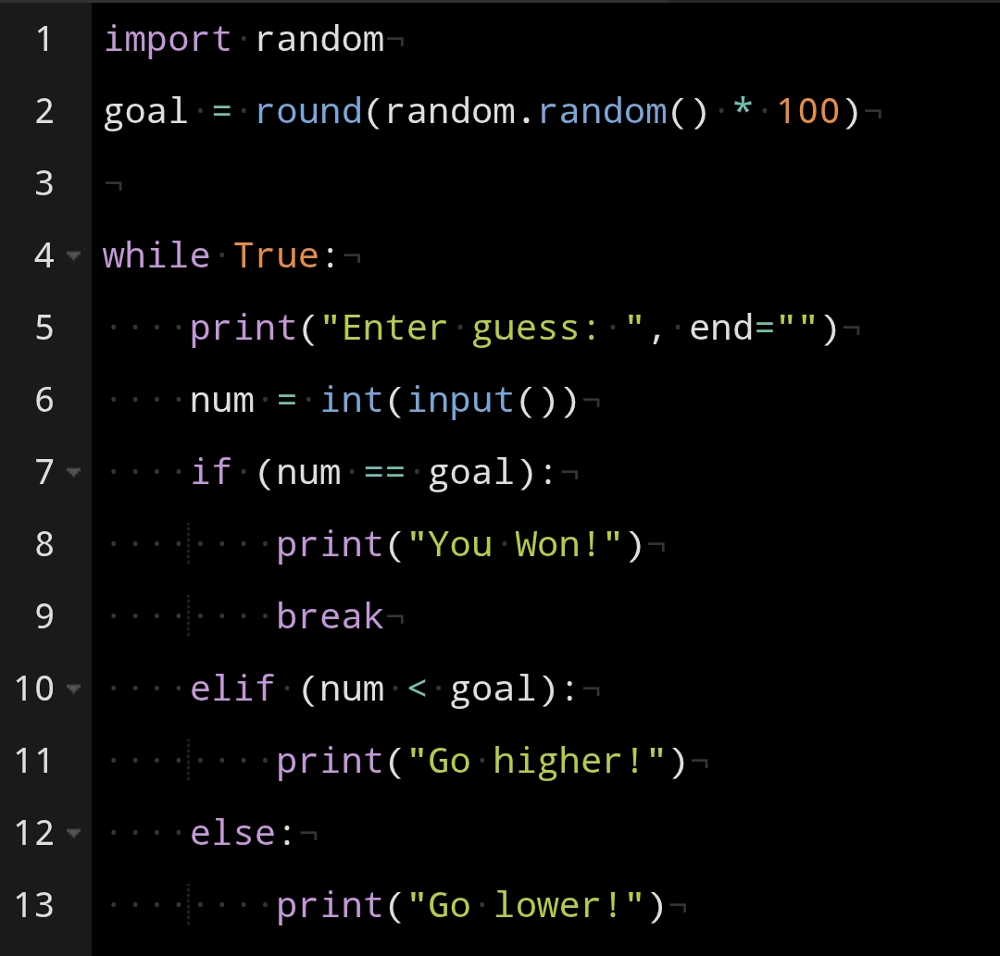 1 import random¬
2 goal = round(random.random() * 100)¬
3 ¬
4 while True:¬
5 ····print("Enter guess: ", end="")¬
6 ····num = int(input())¬
7 ····if (num == goal):¬
8 ········print("You Won!")¬
9 ········break¬
10 ····elif (num < goal):¬
11 ········print("Go higher!")¬
12 ····else:¬
13 ········print("Go lower!")¬